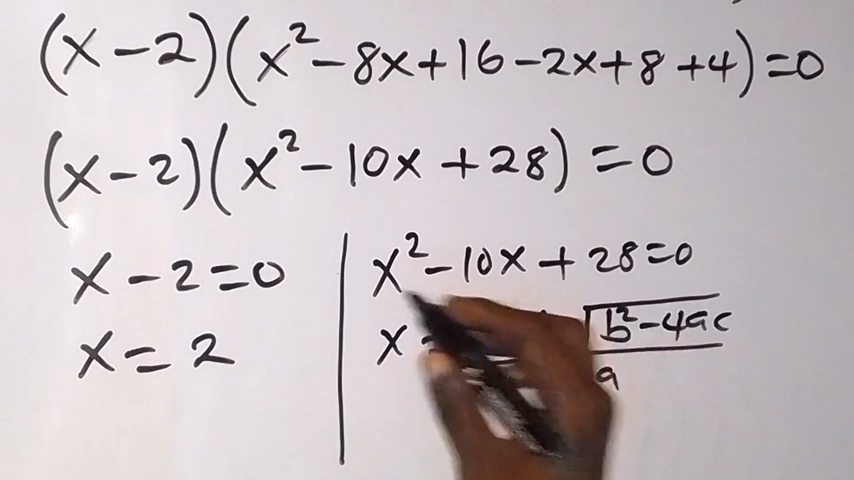 (x-2)(x²-8x+16-2x+8+4)=0
(x-2)(x²-10x+28)=0
x-2=0
x=2
x²-10x+28=0
x √b²-4ac
a